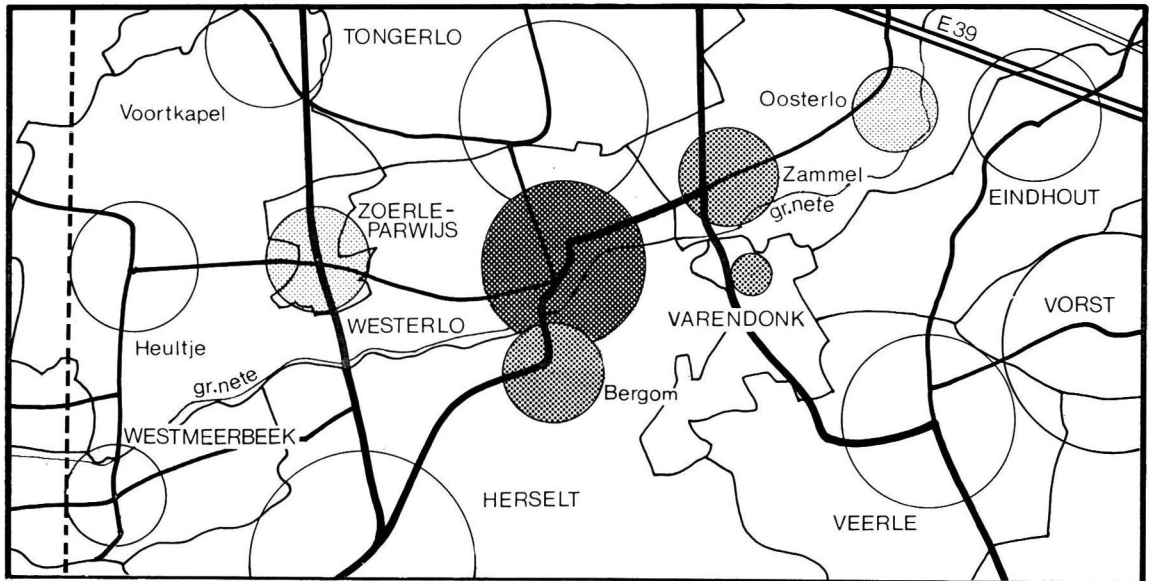 TONGERLO
E39
Voortkapel
Oosterlo
Zammel
gr.nete
EINDHOUT
ZOERLE-
PARWIJS
WESTERLO
VARENDONK
VORST
Heultje
gr.nete
Bergom
WESTMEERBEEK
HERSELT
VEERLE